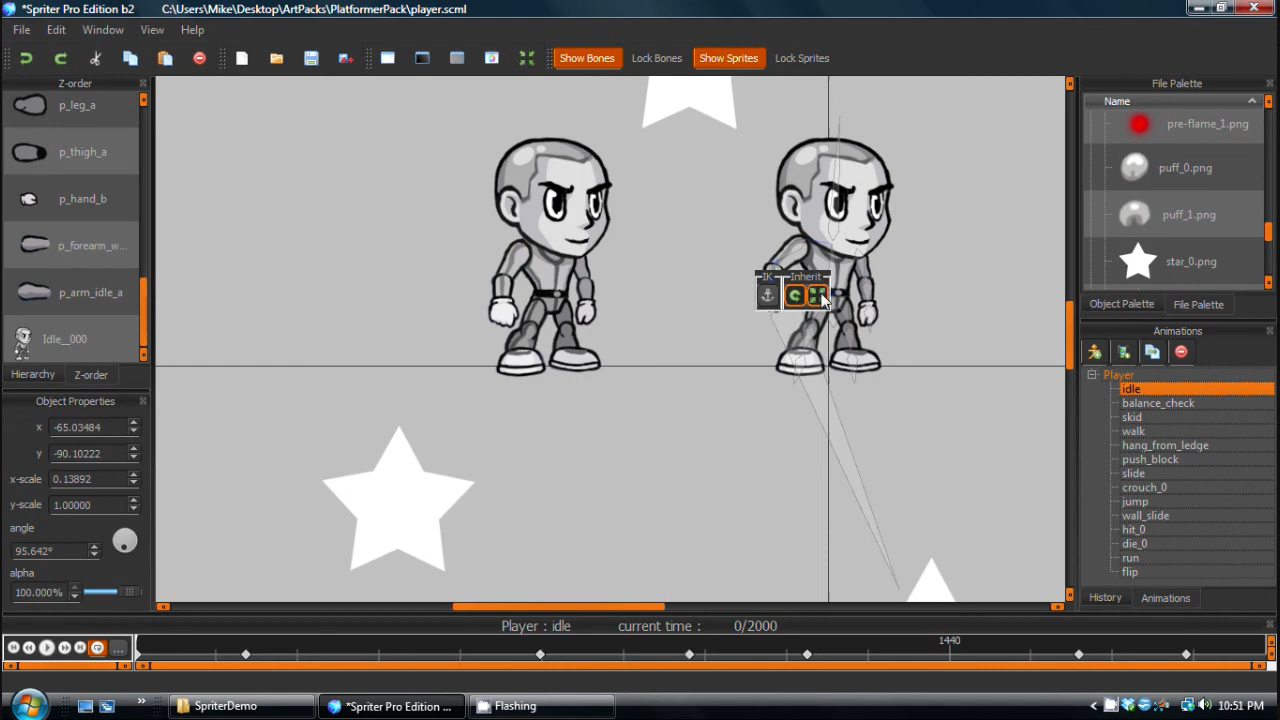 *Spriter Pro Edition b2 C:\Users\Mike\Desktop\ArtPacks\PlatformerPack\player.scml
File Edit Window View Help
Show Bones Lock Bones Show Sprites Lock Sprites
Z-order
p_leg_a
p_thigh_a
p_hand_b
p_forearm_w...
p_arm_idle_a
Idle__000
Hierarchy Z-order
Object Properties
x -65.03484
y -90.10222
x-scale 0.13892
y-scale 1.00000
angle
95.642°
alpha
100.000%
IK Inherit
File Palette
Name
pre-flame_1.png
puff_0.png
puff_1.png
star_0.png
Object Palette File Palette
Animations
Player
idle
balance_check
skid
walk
hang_from_ledge
push_block
slide
crouch_0
jump
wall_slide
hit_0
die_0
run
flip
History Animations
Player : idle current time : 0/2000
...
1440
SpriterDemo *Spriter Pro Edition ... Flashing 10:51 PM